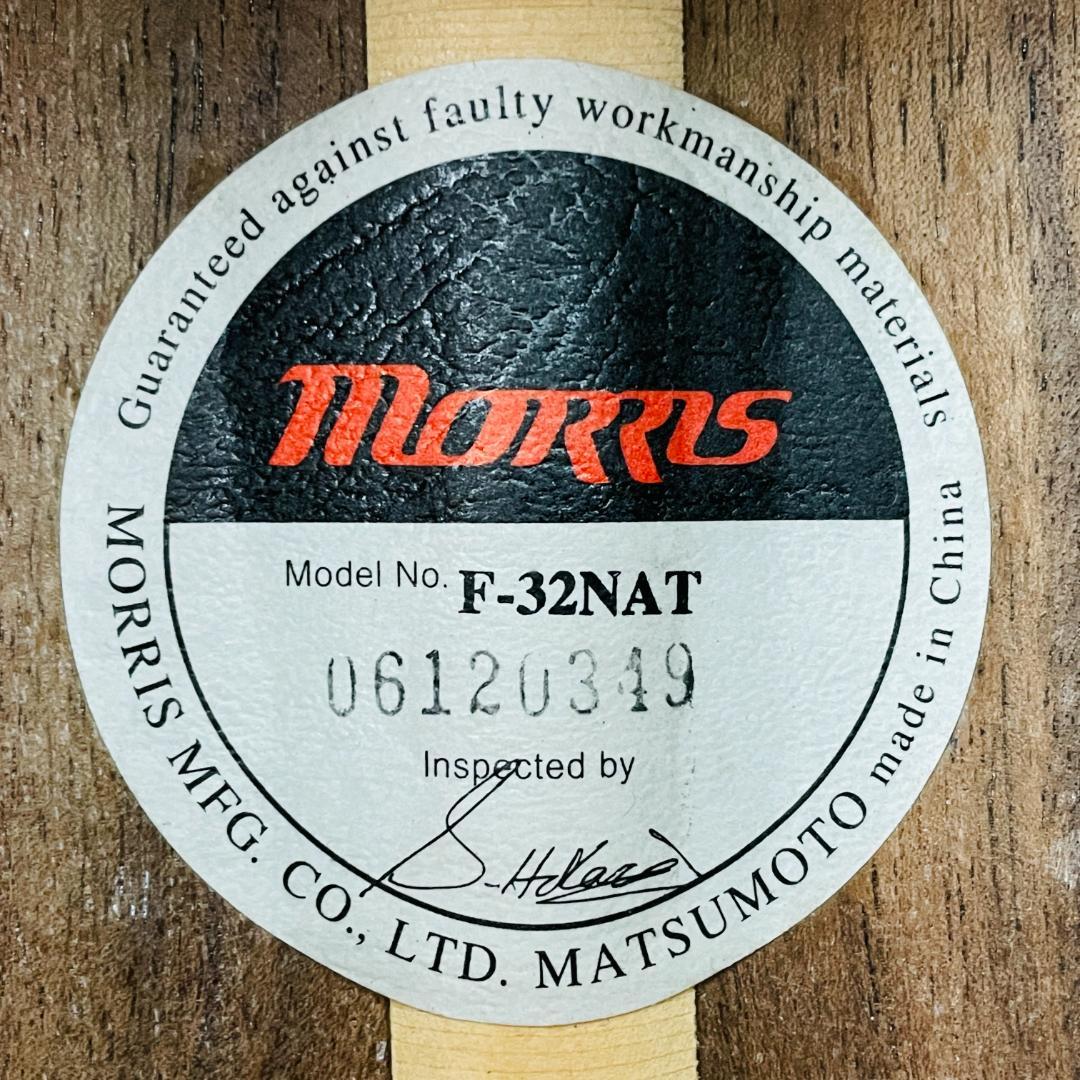 Guaranteed against faulty workmanship materials
MORRIS
Model No. F-32NAT
06120349
Inspected by
MORRIS MFG. CO., LTD. MATSUMOTO made in China